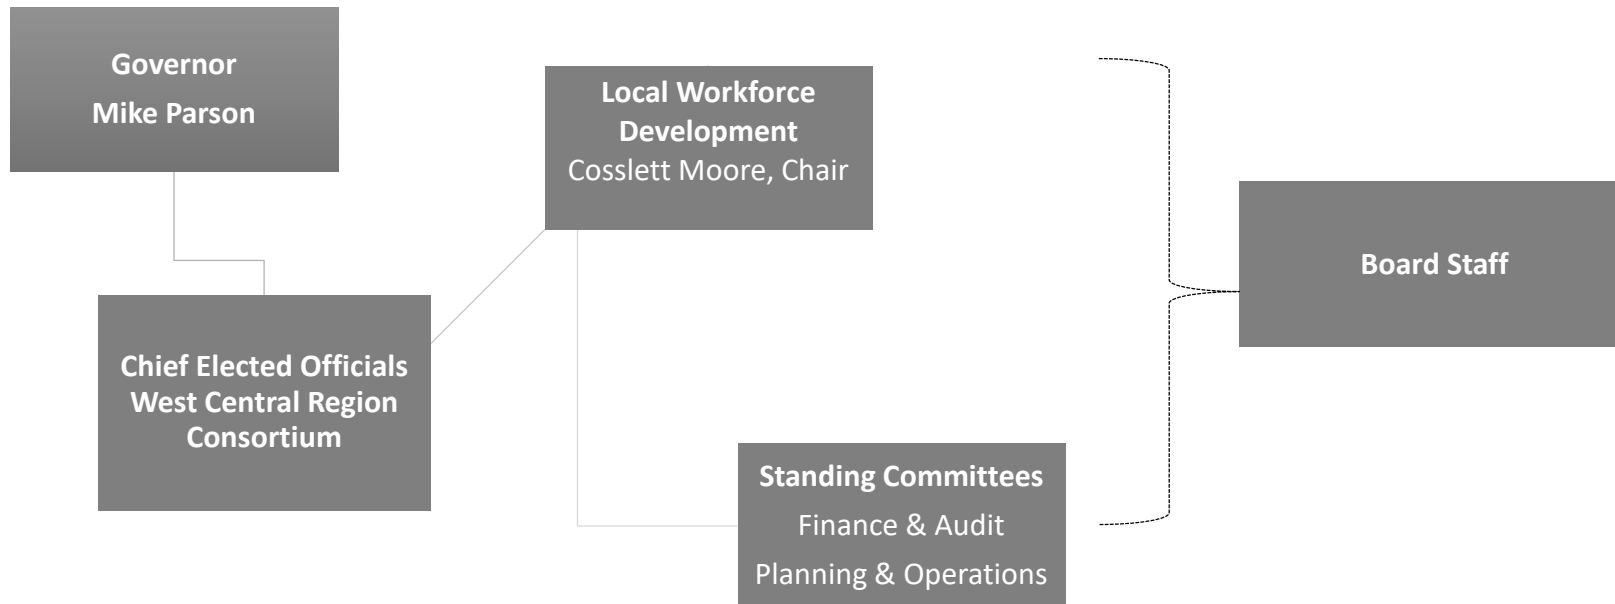 Governor
Mike Parson
Local Workforce
Development
Cosslett Moore, Chair
Board Staff
Chief Elected Officials
West Central Region
Consortium
Standing Committees
Finance & Audit
Planning & Operations